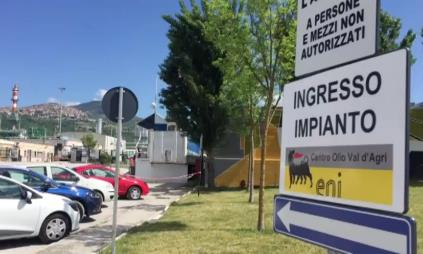 A PERSONE
E MEZZI NON
AUTORIZZATI
INGRESSO
IMPIANTO
Centro Olio Val d'Agri
eni